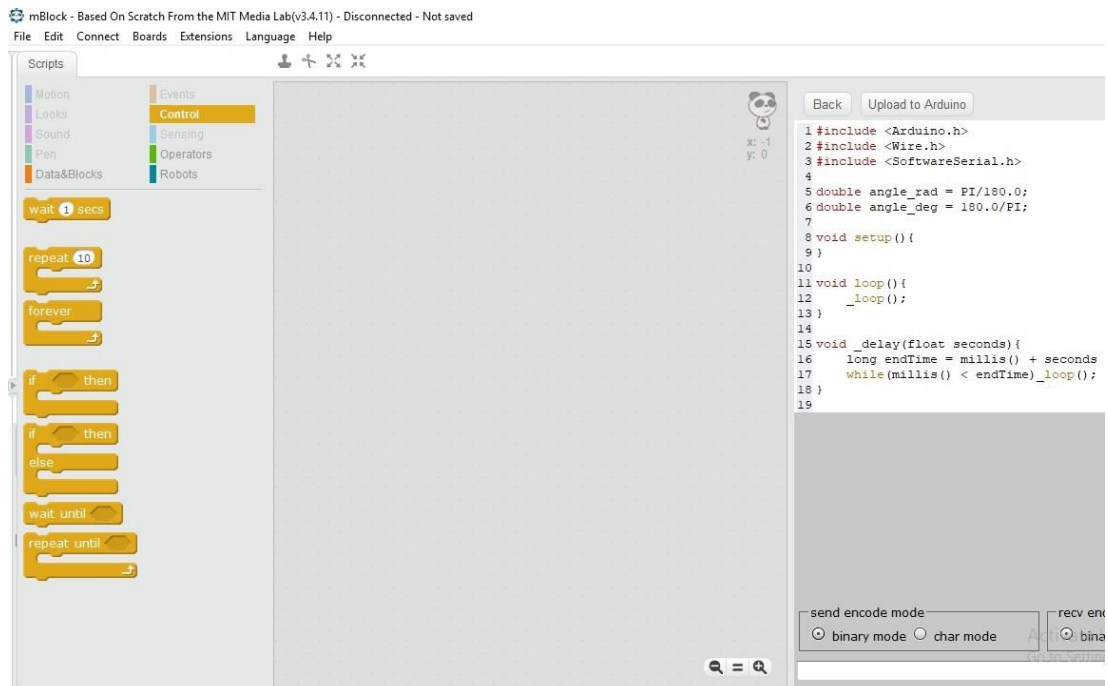 mBlock - Based On Scratch From the MIT Media Lab(v3.4.11) - Disconnected - Not saved
File Edit Connect Boards Extensions Language Help
Scripts
Motion Events
Looks Control
Sound Sensing
Pen Operators
Data&Blocks Robots
wait 1 secs
repeat 10
forever
if then
if then
else
wait until
repeat until
x: -1
y: 0
Back Upload to Arduino
1 #include <Arduino.h>
2 #include <Wire.h>
3 #include <SoftwareSerial.h>
4
5 double angle_rad = PI/180.0;
6 double angle_deg = 180.0/PI;
7
8 void setup(){
9 }
10
11 void loop(){
12 _loop();
13 }
14
15 void _delay(float seconds){
16 long endTime = millis() + seconds
17 while(millis() < endTime)_loop();
18 }
19
send encode mode recv en
binary mode char mode bina
Go to Setting